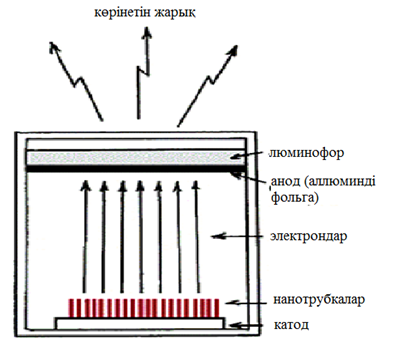 көрінетін жарық
люминофор
анод (аллюминді
фольга)
электрондар
нанотрубкалар
катод